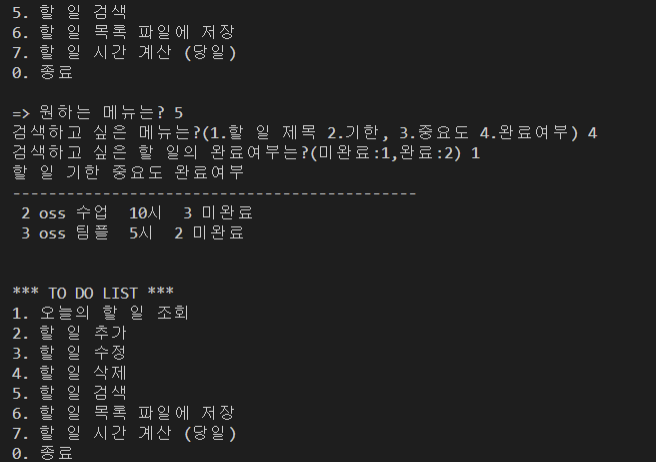 5. 할 일 검색
6. 할 일 목록 파일에 저장
7. 할 일 시간 계산 (당일)
0. 종료
=> 원하는 메뉴는? 5
검색하고 싶은 메뉴는?(1.할 일 제목 2.기한, 3.중요도 4.완료여부) 4
검색하고 싶은 할 일의 완료여부는?(미완료:1,완료:2) 1
할 일 기한 중요도 완료여부
---------------------------------------------
2 oss 수업  10시  3 미완료
3 oss 팀플  5시  2 미완료
*** TO DO LIST ***
1. 오늘의 할 일 조회
2. 할 일 추가
3. 할 일 수정
4. 할 일 삭제
5. 할 일 검색
6. 할 일 목록 파일에 저장
7. 할 일 시간 계산 (당일)
0. 종료